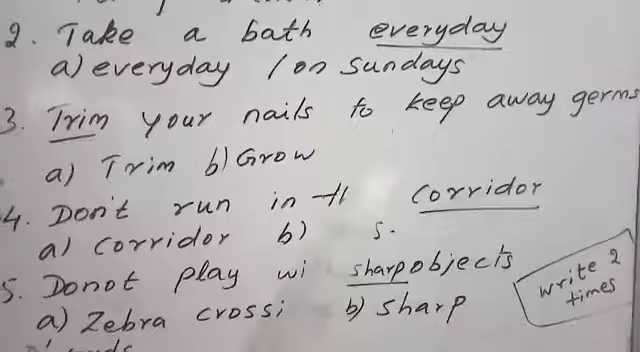 2. Take a bath everyday
a) everyday / on Sundays
3. Trim your nails to keep away germs
a) Trim b) Grow
4. Don't run in corridor
a) corridor b)
5. Donot play wi sharp objects
a) Zebra crossi b) sharp
write 2
times